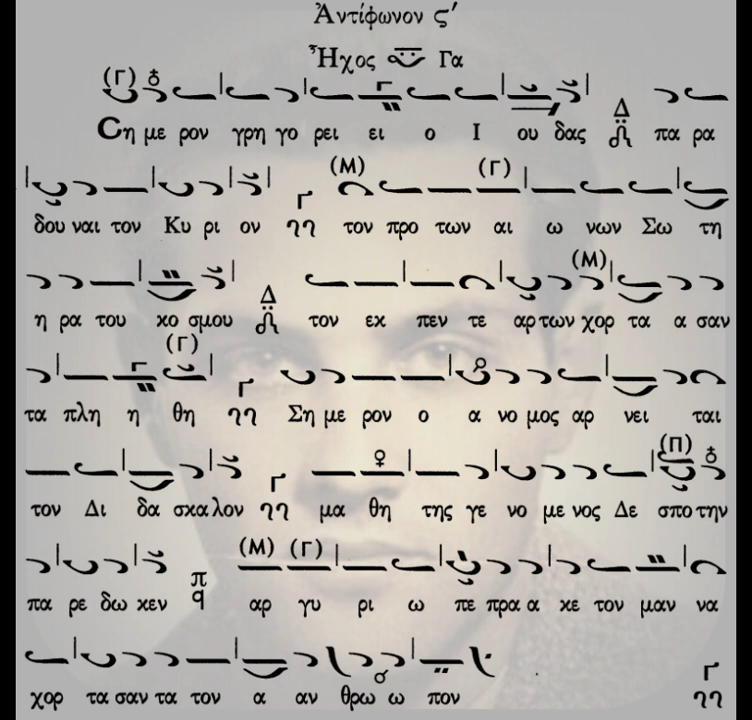 Ἀντίφωνον ς΄
Ἦχος Γα
(Γ)
Ση με ρον γρη γο ρει ει ο Ι ου δας Δ πα ρα
(Μ) (Γ)
δου ναι τον Κυ ρι ον Γ τον προ των αι ω νων Σω τη
(Μ)
η ρα του κο σμου Δ τον εκ πεν τε αρ των χορ τα α σαν
(Γ)
τα πλη η θη Γ Ση με ρον ο α νο μος αρ νει ται
(Π)
τον Δι δα σκα λον Γ μα θη της γε νο με νος Δε σπο την
(Μ) (Γ)
πα ρε δω κεν π q αρ γυ ρι ω πε πρα α κε τον μαν να
χορ τα σαν τα τον α αν θρω ω πον Γ